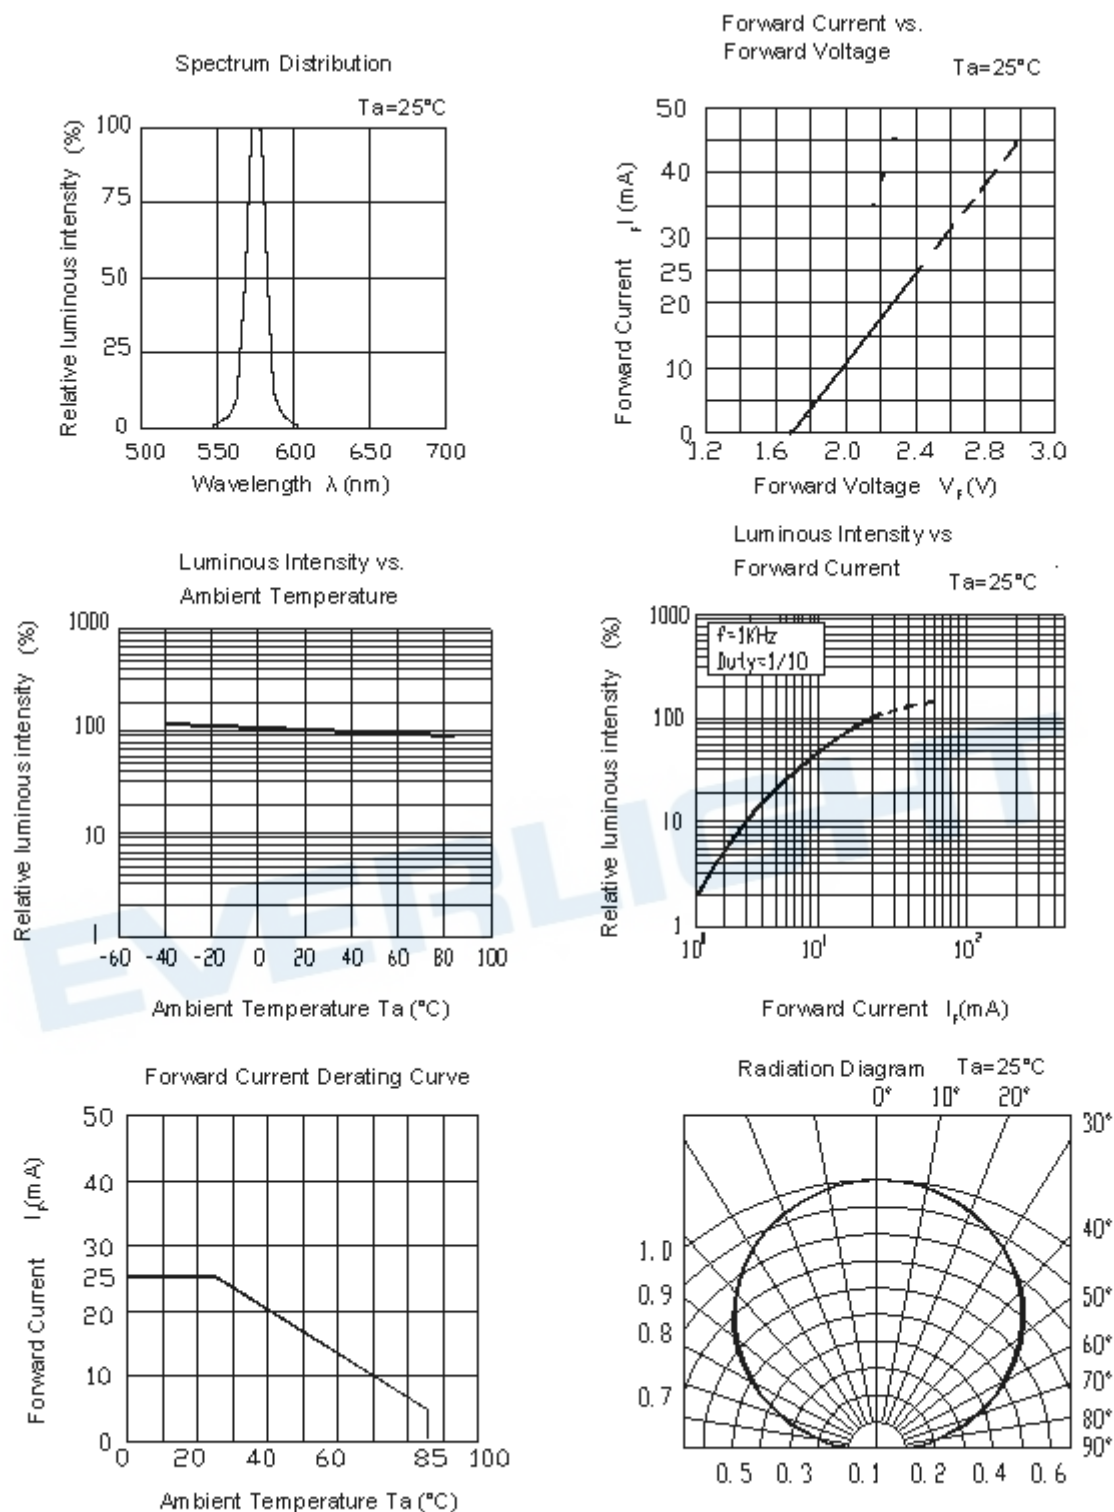 Spectrum Distribution
Ta=25°C
Relative luminous intensity (%)
100
75
50
25
0
500 550 600 650 700
Wavelength λ (nm)
Forward Current vs.
Forward Voltage
Ta=25°C
Forward Current FI (mA)
50
40
30
25
20
10
0
1.2 1.6 2.0 2.4 2.8 3.0
Forward Voltage VF(V)
Luminous Intensity vs.
Ambient Temperature
Relative luminous intensity (%)
1000
100
10
1
-60 -40 -20 0 20 40 60 80 100
Ambient Temperature Ta (°C)
Luminous Intensity vs
Forward Current
Ta=25°C
f=1KHz
Duty=1/10
Relative luminous intensity (%)
1000
100
10
1
10⁰ 10¹ 10²
Forward Current IF(mA)
EVERLIGHT
Forward Current Derating Curve
Forward Current IF(mA)
50
40
30
25
20
10
0
0 20 40 60 85 100
Ambient Temperature Ta (°C)
Radiation Diagram Ta=25°C
0° 10° 20°
30°
40°
50°
60°
70°
80°
90°
1.0
0.9
0.8
0.7
0.5 0.3 0.1 0.2 0.4 0.6